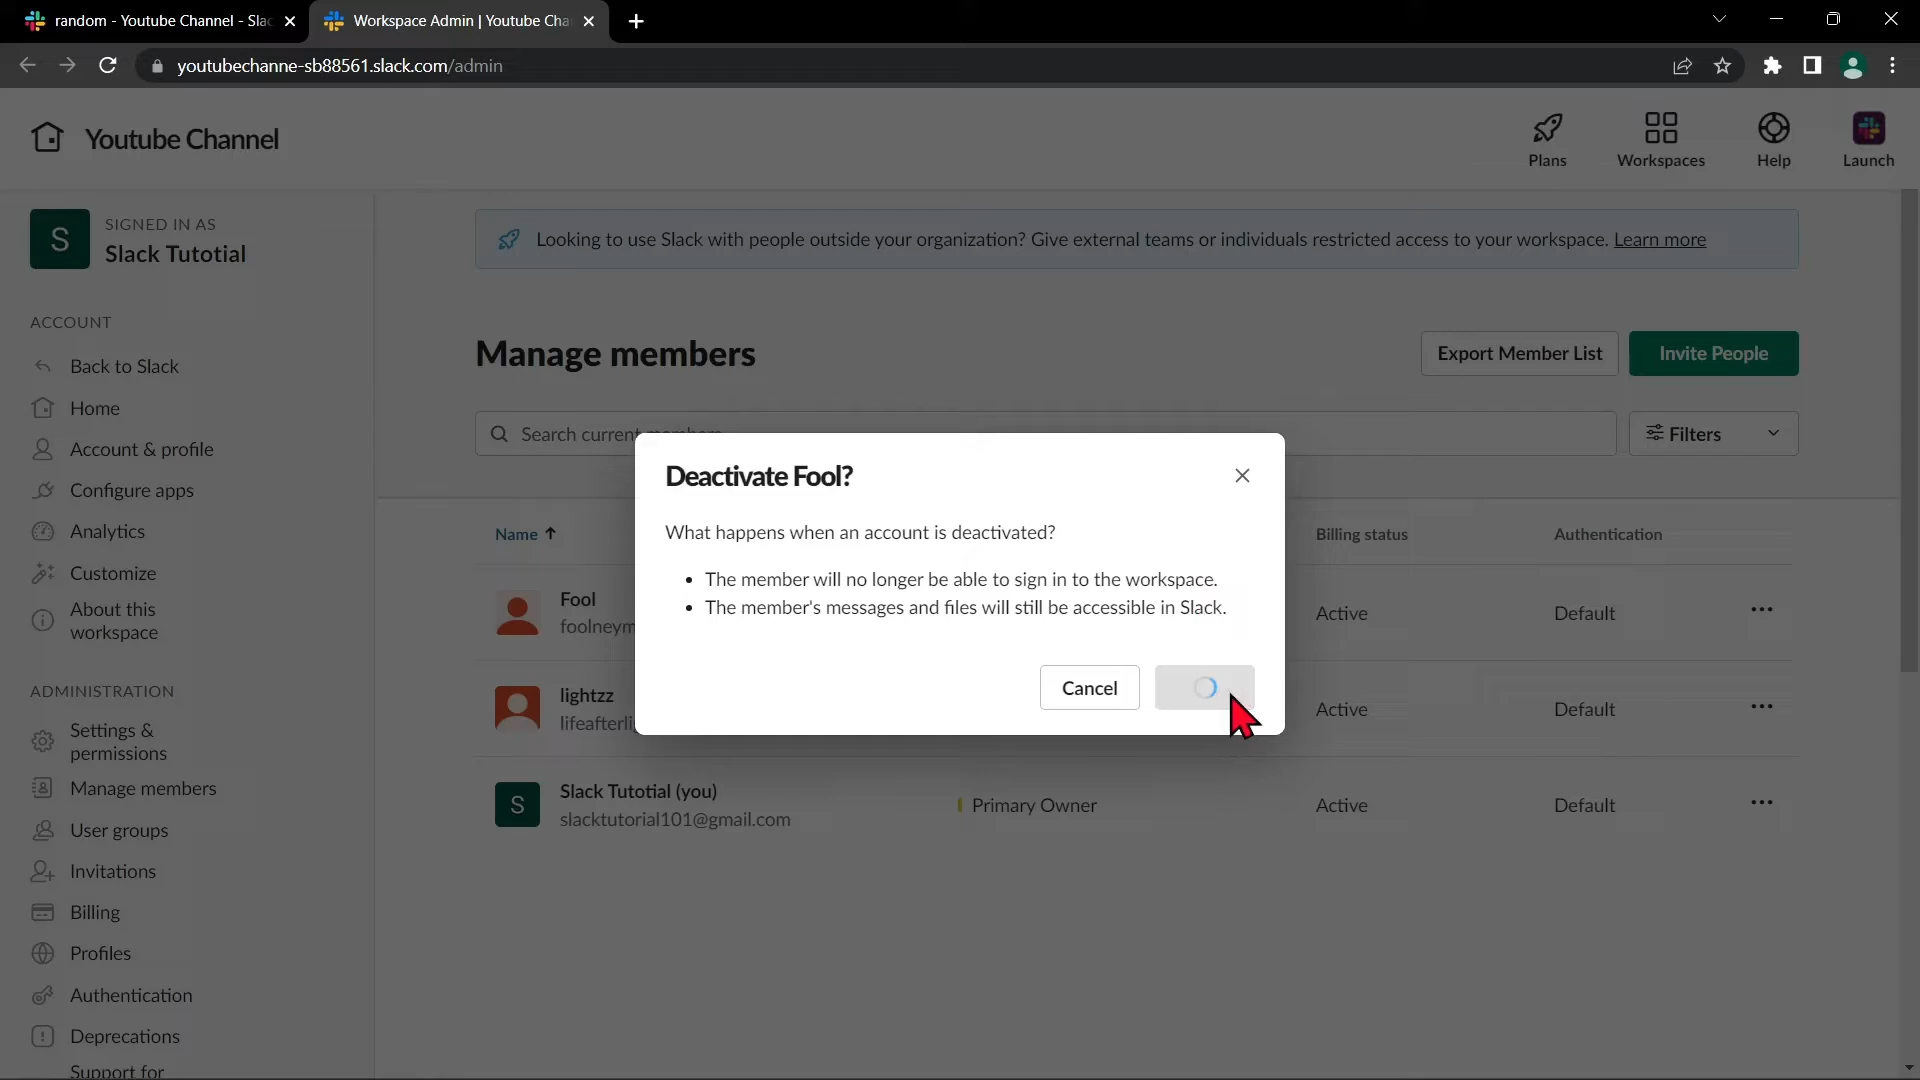 random - Youtube Channel - Slac
Workspace Admin | Youtube Cha
youtubechanne-sb88561.slack.com/admin
Youtube Channel
Plans
Workspaces
Help
Launch
S
SIGNED IN AS
Slack Tutotial
Looking to use Slack with people outside your organization? Give external teams or individuals restricted access to your workspace. Learn more
ACCOUNT
Back to Slack
Home
Account & profile
Configure apps
Analytics
Customize
About this
workspace
ADMINISTRATION
Settings &
permissions
Manage members
User groups
Invitations
Billing
Profiles
Authentication
Deprecations
Support for
Manage members
Export Member List
Invite People
Search current
Filters
Name
Billing status
Authentication
Fool
foolneym
Active
Default
lightzz
lifeafterli
Active
Default
S
Slack Tutotial (you)
slacktutorial101@gmail.com
Primary Owner
Active
Default
Deactivate Fool?
What happens when an account is deactivated?
• The member will no longer be able to sign in to the workspace.
• The member's messages and files will still be accessible in Slack.
Cancel